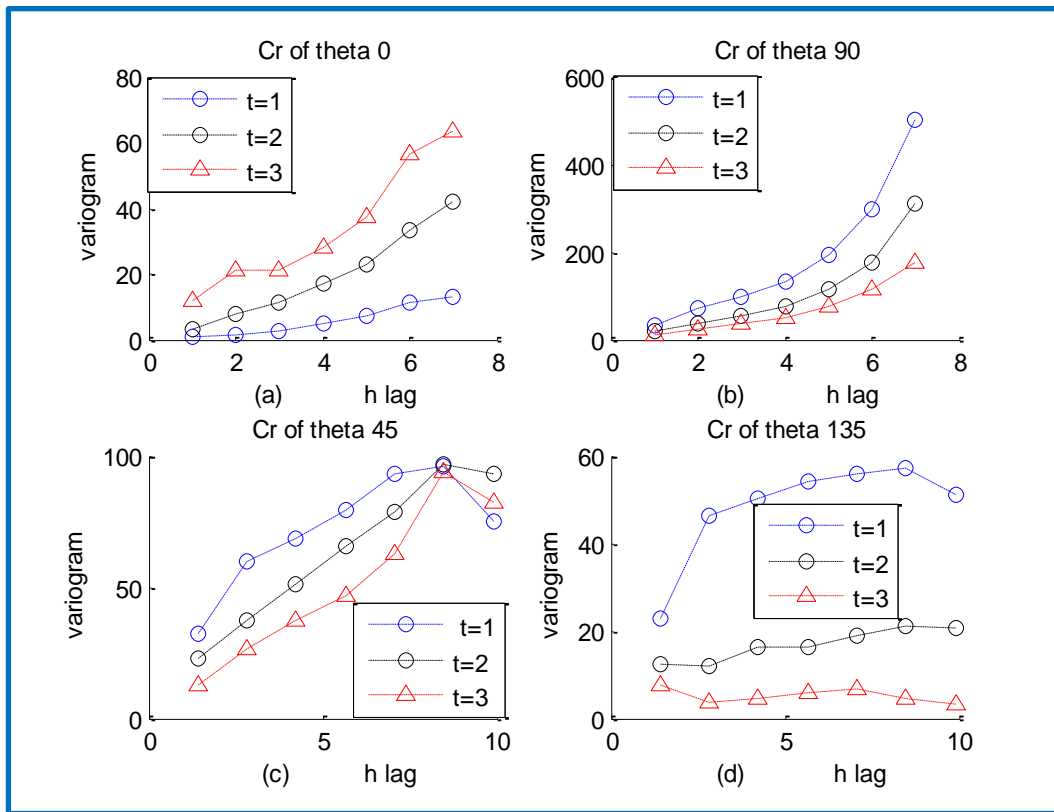 Cr of theta 0
80
60
40
20
0
variogram
t=1
t=2
t=3
0 2 4 6 8
(a) h lag
Cr of theta 90
600
400
200
0
variogram
t=1
t=2
t=3
0 2 4 6 8
(b) h lag
Cr of theta 45
100
50
0
variogram
t=1
t=2
t=3
0 5 10
(c) h lag
Cr of theta 135
60
40
20
0
variogram
t=1
t=2
t=3
0 5 10
(d) h lag